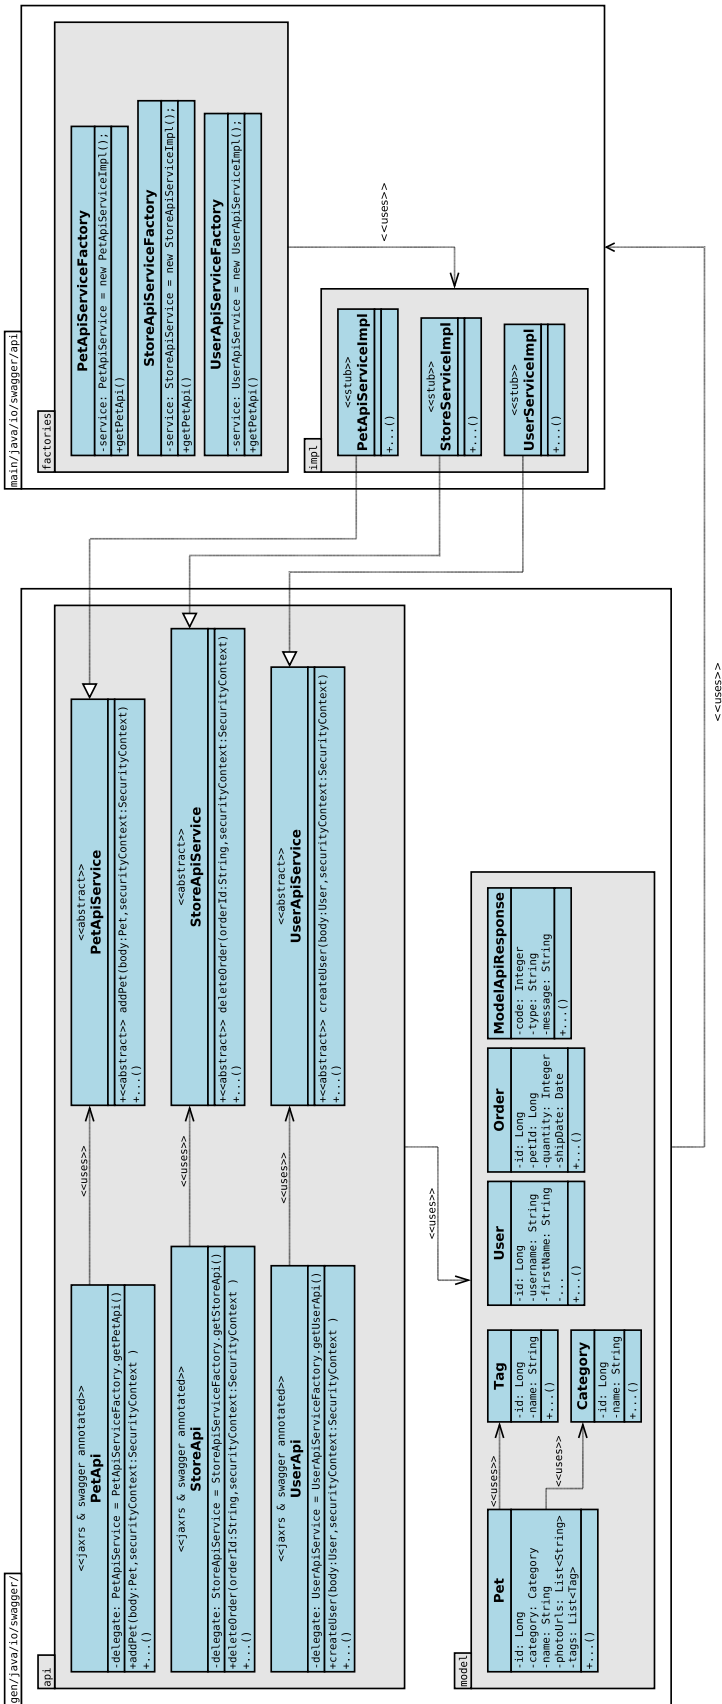 gen/java/io/swagger/
api
<<jaxrs & swagger annotated>>
PetApi
-delegate: PetApiService = PetApiServiceFactory.getPetApi()
+addPet(body:Pet,securityContext:SecurityContext )
+...()
<<uses>>
<<abstract>>
PetApiService
+<<abstract>> addPet(body:Pet,securityContext:SecurityContext)
+...()
<<jaxrs & swagger annotated>>
StoreApi
-delegate: StoreApiService = StoreApiServiceFactory.getStoreApi()
+deleteOrder(orderId:String,securityContext:SecurityContext )
+...()
<<uses>>
<<abstract>>
StoreApiService
+<<abstract>> deleteOrder(orderId:String,securityContext:SecurityContext)
+...()
<<jaxrs & swagger annotated>>
UserApi
-delegate: UserApiService = UserApiServiceFactory.getUserApi()
+createUser(body:User,securityContext:SecurityContext )
+...()
<<uses>>
<<abstract>>
UserApiService
+<<abstract>> createUser(body:User,securityContext:SecurityContext)
+...()
<<uses>>
model
Pet
-id: Long
-category: Category
-name: String
-photoUrls: List<String>
-tags: List<Tag>
+...()
<<uses>>
<<uses>>
Tag
-id: Long
-name: String
+...()
Category
-id: Long
-name: String
+...()
User
-id: Long
-username: String
-firstName: String
-...
+...()
Order
-id: Long
-petId: Long
-quantity: Integer
-shipDate: Date
+...()
ModelApiResponse
-code: Integer
-type: String
-message: String
+...()
<<uses>>
main/java/io/swagger/api
factories
PetApiServiceFactory
-service: PetApiService = new PetApiServiceImpl();
+getPetApi()
StoreApiServiceFactory
-service: StoreApiService = new StoreApiServiceImpl();
+getPetApi()
UserApiServiceFactory
-service: UserApiService = new UserApiServiceImpl();
+getPetApi()
<<uses>>
impl
<<stub>>
PetApiServiceImpl
+...()
<<stub>>
StoreServiceImpl
+...()
<<stub>>
UserServiceImpl
+...()